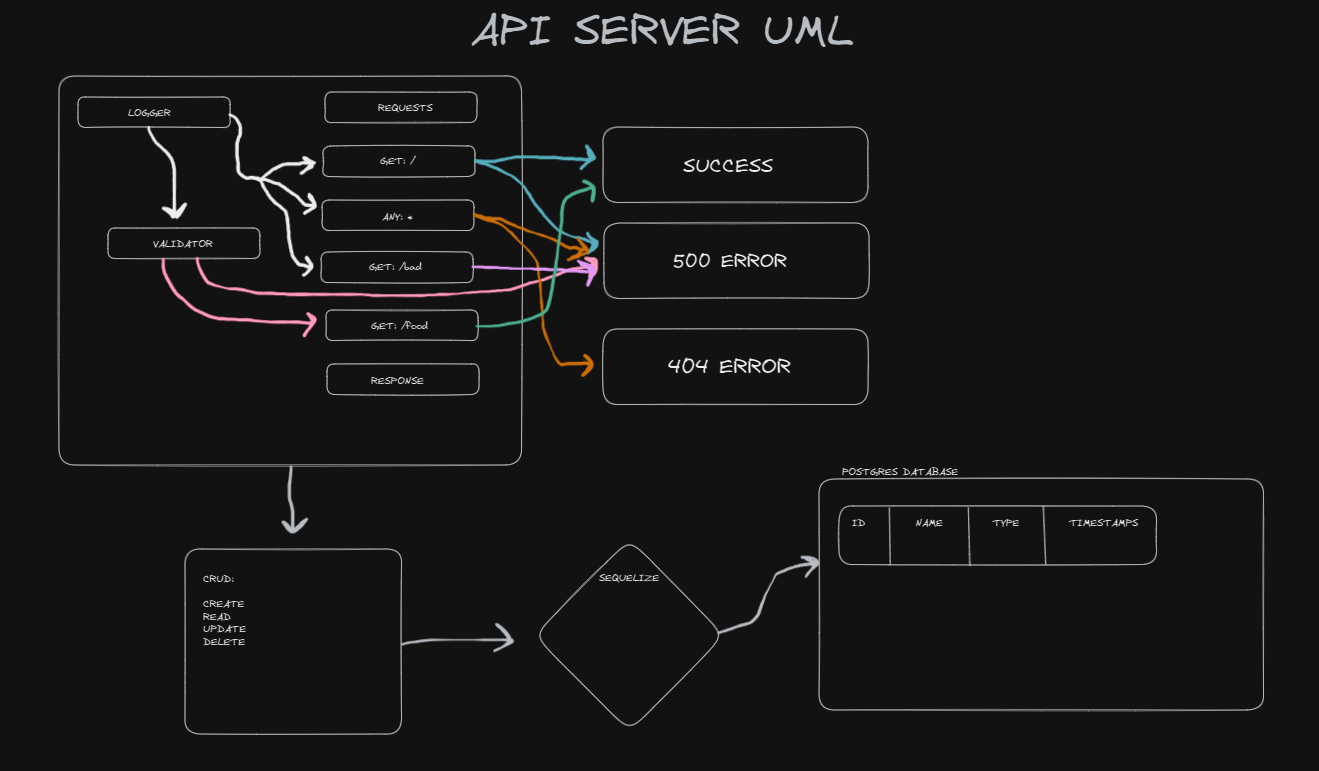 API SERVER UML
LOGGER
REQUESTS
GET: /
ANY: *
VALIDATOR
GET: /bad
GET: /food
RESPONSE
SUCCESS
500 ERROR
404 ERROR
POSTGRES DATABASE
ID NAME TYPE TIMESTAMPS
CRUD:
CREATE
READ
UPDATE
DELETE
SEQUELIZE